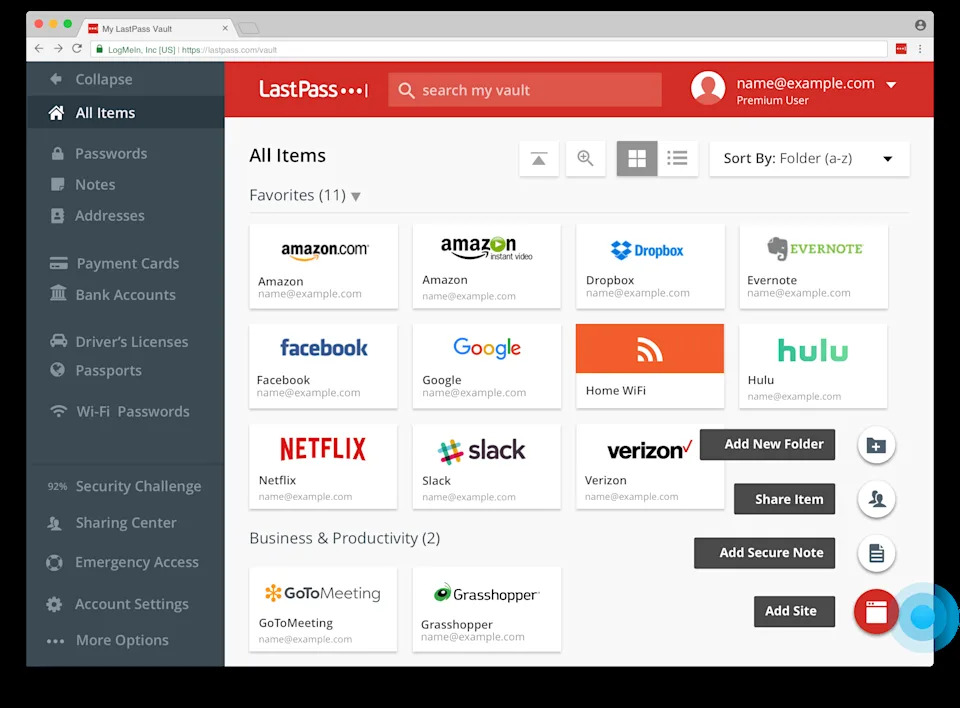 My LastPass Vault
LogMeIn, Inc [US] | https://lastpass.com/vault
Collapse
All Items
Passwords
Notes
Addresses
Payment Cards
Bank Accounts
Driver's Licenses
Passports
Wi-Fi Passwords
92% Security Challenge
Sharing Center
Emergency Access
Account Settings
More Options
LastPass
search my vault
name@example.com
Premium User
All Items
Sort By: Folder (a-z)
Favorites (11)
amazon.com
Amazon
name@example.com
amazon
instant video
Amazon
name@example.com
Dropbox
Dropbox
name@example.com
EVERNOTE
Evernote
name@example.com
facebook
Facebook
name@example.com
Google
Google
name@example.com
Home WiFi
hulu
Hulu
name@example.com
NETFLIX
Netflix
name@example.com
slack
Slack
name@example.com
verizon
Verizon
name@example.com
Add New Folder
Share Item
Add Secure Note
Add Site
Business & Productivity (2)
GoToMeeting
GoToMeeting
name@example.com
Grasshopper
Grasshopper
name@example.com